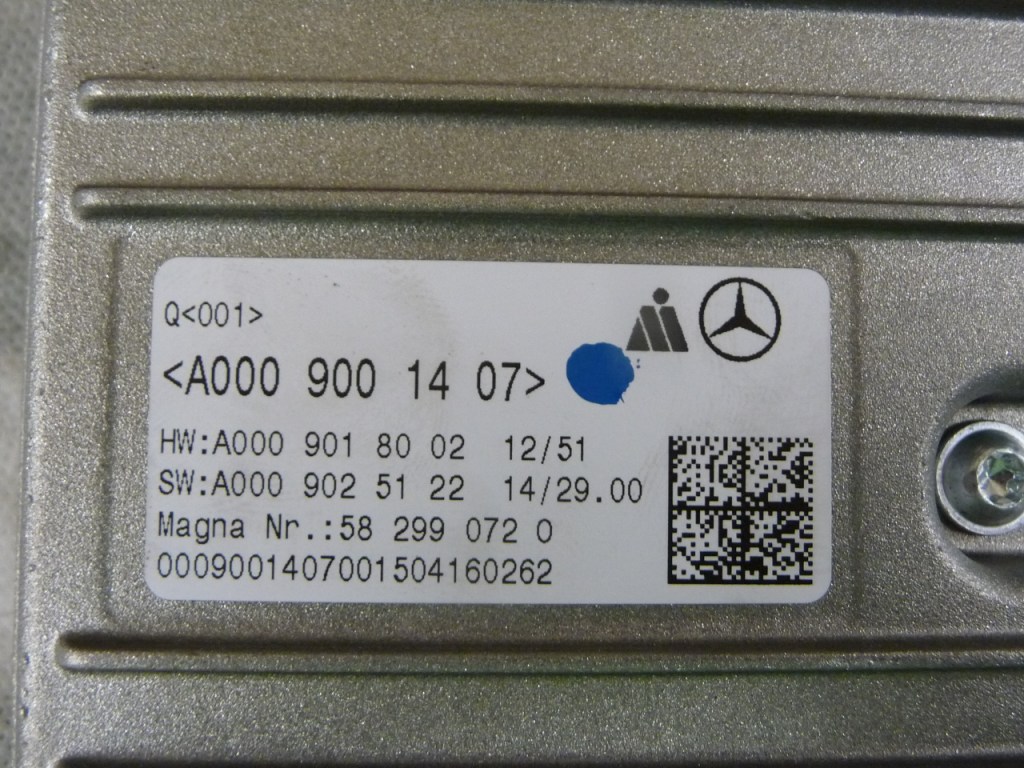 Q<001>
<A000 900 14 07>
HW:A000 901 80 02 12/51
SW:A000 902 51 22 14/29.00
Magna Nr.:58 299 072 0
0009001407001504160262